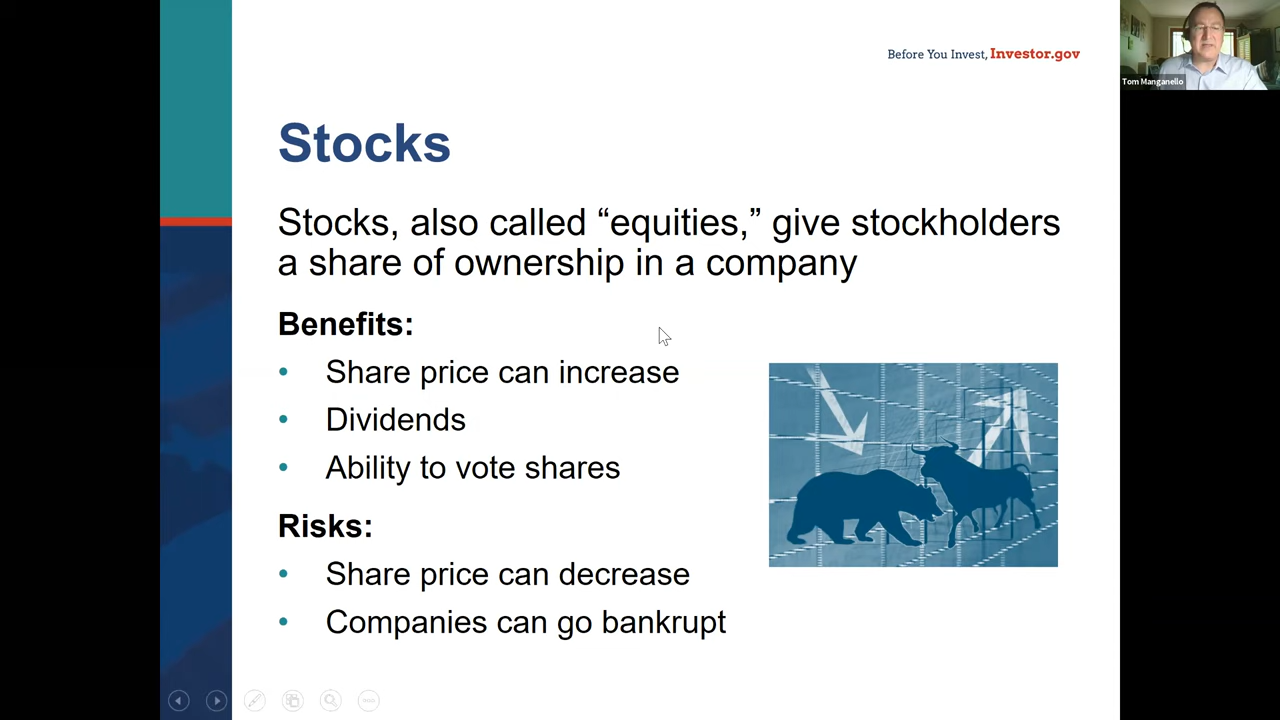 Before You Invest, Investor.gov
Tom Manganello
Stocks
Stocks, also called “equities,” give stockholders
a share of ownership in a company
Benefits:
• Share price can increase
• Dividends
• Ability to vote shares
Risks:
• Share price can decrease
• Companies can go bankrupt